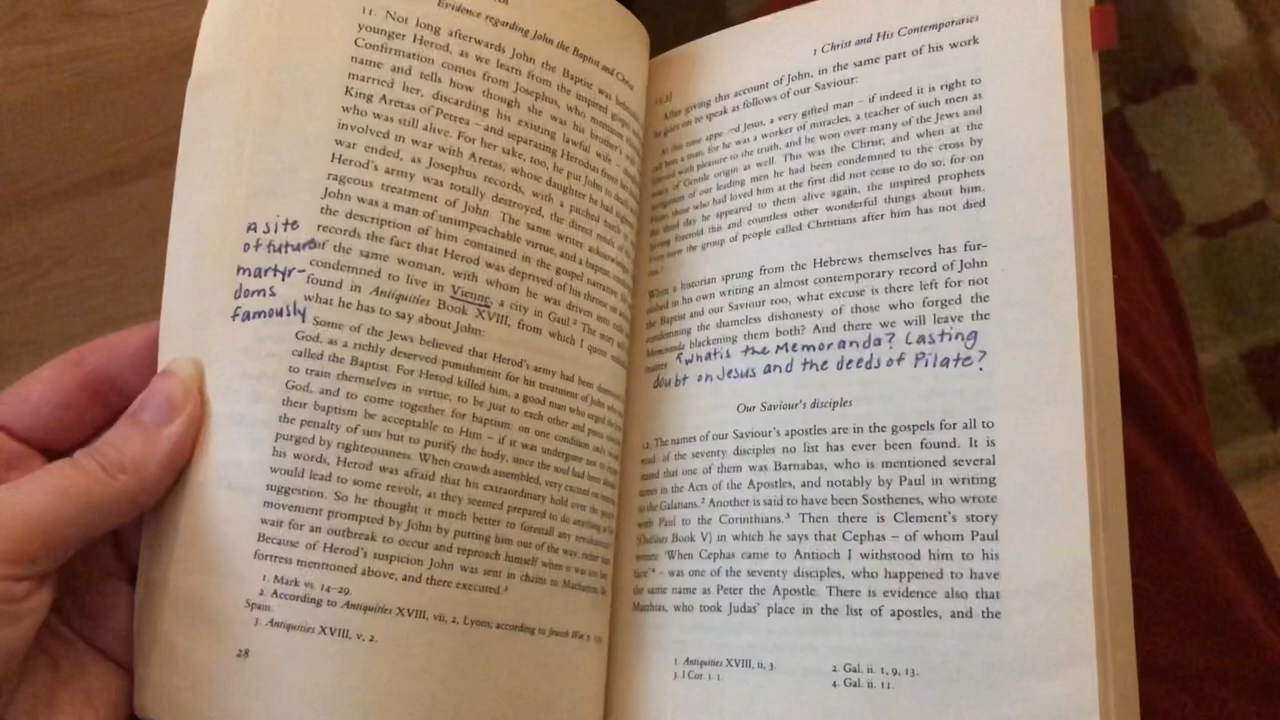 Evidence regarding John the Baptist and Christ
11. Not long afterwards John the Baptist was
younger Herod, as we learn from the inspired gospel
Confirmation comes from Josephus, who mentions
name and tells how though she was his brother's
married her, discarding his existing lawful wife —
King Aretas of Petrea — and separating Herodias from her
who was still alive. For her sake, too, he put John to death
involved in war with Aretas, whose daughter he had
war ended, as Josephus records, with a pitched battle
Herod's army was totally destroyed, the direct result of
rageous treatment of John. The same writer
John was a man of unimpeachable virtue, and a baptist,
the description of him contained in the gospel narrative. He
records the fact that Herod was deprived of his throne on
of the same woman, with whom he was driven into
condemned to live in Vienne, a city in Gaul.² The story
found in Antiquities Book XVIII, from which I quote
what he has to say about John:
A site
of future
martyr-
doms
famously
Some of the Jews believed that Herod's army had been
God, as a richly deserved punishment for his treatment of John
called the Baptist. For Herod killed him, a good man who urged the
to train themselves in virtue, to be just to each other and
God, and to come together for baptism: on one condition only
their baptism be acceptable to Him — if it was undergone not to
the penalty of sins but to purify the body, since the soul had been
purged by righteousness. When crowds assembled, very excited on
his words, Herod was afraid that his extraordinary hold over the
would lead to some revolt, as they seemed prepared to do anything at
suggestion. So he thought it much better to forestall any
movement prompted by John by putting him out of the way, rather
wait for an outbreak to occur and reproach himself when it was
Because of Herod's suspicion John was sent in chains to
fortress mentioned above, and there executed.³
1. Mark vi. 14–29.
2. According to Antiquities XVIII, vii, 2, Lyons; according to Jewish War
Spain.
3. Antiquities XVIII, v, 2.
28
1 Christ and His Contemporaries
After giving this account of John, in the same part of his work
he goes on to speak as follows of our Saviour:
At this time appe d Jesus, a very gifted man – if indeed it is right to
call him a man; for he was a worker of miracles, a teacher of such men as
with pleasure to the truth, and he won over many of the Jews and
many of Gentile origin as well. This was the Christ; and when at the
instigation of our leading men he had been condemned to the cross by
those who had loved him at the first did not cease to do so; for on
the third day he appeared to them alive again, the inspired prophets
having foretold this and countless other wonderful things about him.
the group of people called Christians after him has not died
When a historian sprung from the Hebrews themselves has fur-
nished in his own writing an almost contemporary record of John
the Baptist and our Saviour too, what excuse is there left for not
condemning the shameless dishonesty of those who forged the
Memoranda blackening them both? And there we will leave the
matter.
What is the Memoranda? Casting
doubt on Jesus and the deeds of Pilate?
Our Saviour's disciples
12. The names of our Saviour's apostles are in the gospels for all to
read: of the seventy disciples no list has ever been found. It is
stated that one of them was Barnabas, who is mentioned several
times in the Acts of the Apostles, and notably by Paul in writing
to the Galatians.² Another is said to have been Sosthenes, who wrote
with Paul to the Corinthians.³ Then there is Clement's story
(Outlines Book V) in which he says that Cephas – of whom Paul
'When Cephas came to Antioch I withstood him to his
face'⁴ – was one of the seventy disciples, who happened to have
the same name as Peter the Apostle. There is evidence also that
Matthias, who took Judas' place in the list of apostles, and the
1. Antiquities XVIII, ii, 3.
2. Gal. ii. 1, 9, 13.
3. I Cor. i. 1.
4. Gal. ii. 11.